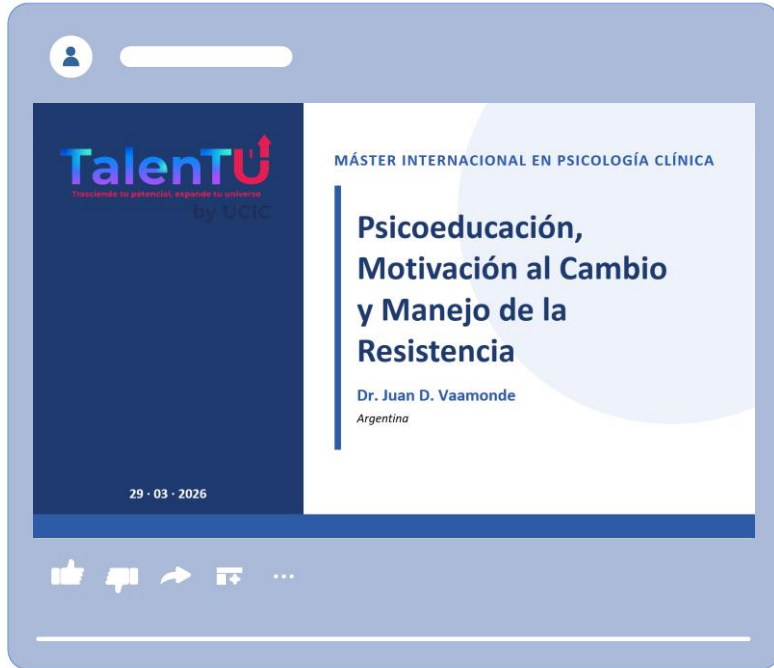 TalenTU
Trasciende tu potencial, expande tu universo
by UCIC
29 · 03 · 2026
MÁSTER INTERNACIONAL EN PSICOLOGÍA CLÍNICA
Psicoeducación,
Motivación al Cambio
y Manejo de la
Resistencia
Dr. Juan D. Vaamonde
Argentina